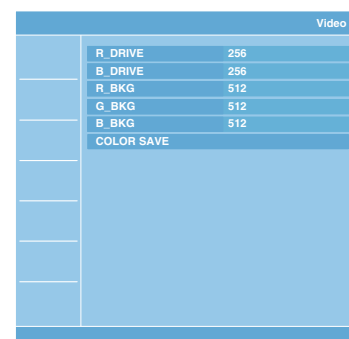 Video
R_DRIVE 256
B_DRIVE 256
R_BKG 512
G_BKG 512
B_BKG 512
COLOR SAVE